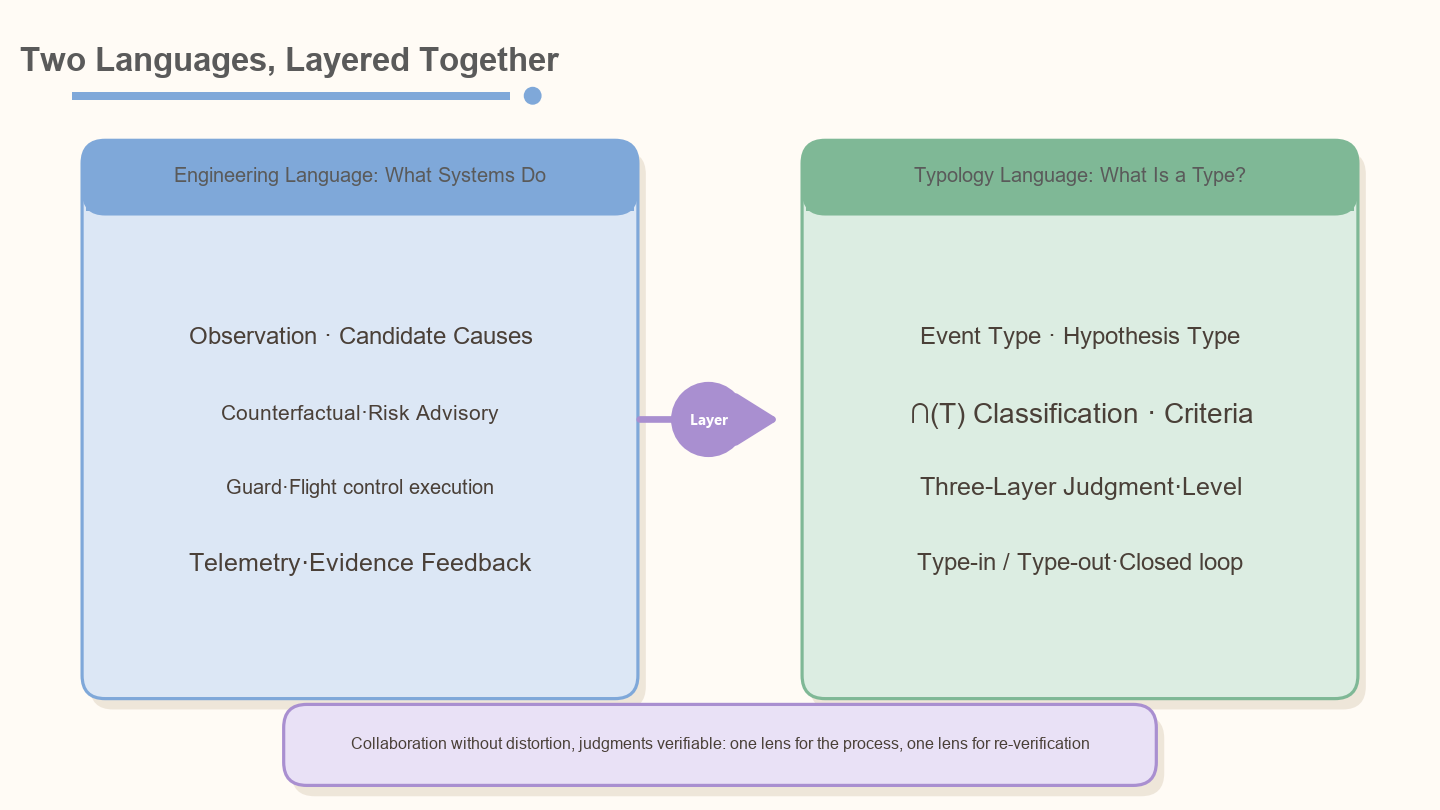 Two Languages, Layered Together
Engineering Language: What Systems Do
Observation · Candidate Causes
Counterfactual·Risk Advisory
Guard·Flight control execution
Telemetry·Evidence Feedback
Layer
Typology Language: What Is a Type?
Event Type · Hypothesis Type
⋂(T) Classification · Criteria
Three-Layer Judgment·Level
Type-in / Type-out·Closed loop
Collaboration without distortion, judgments verifiable: one lens for the process, one lens for re-verification